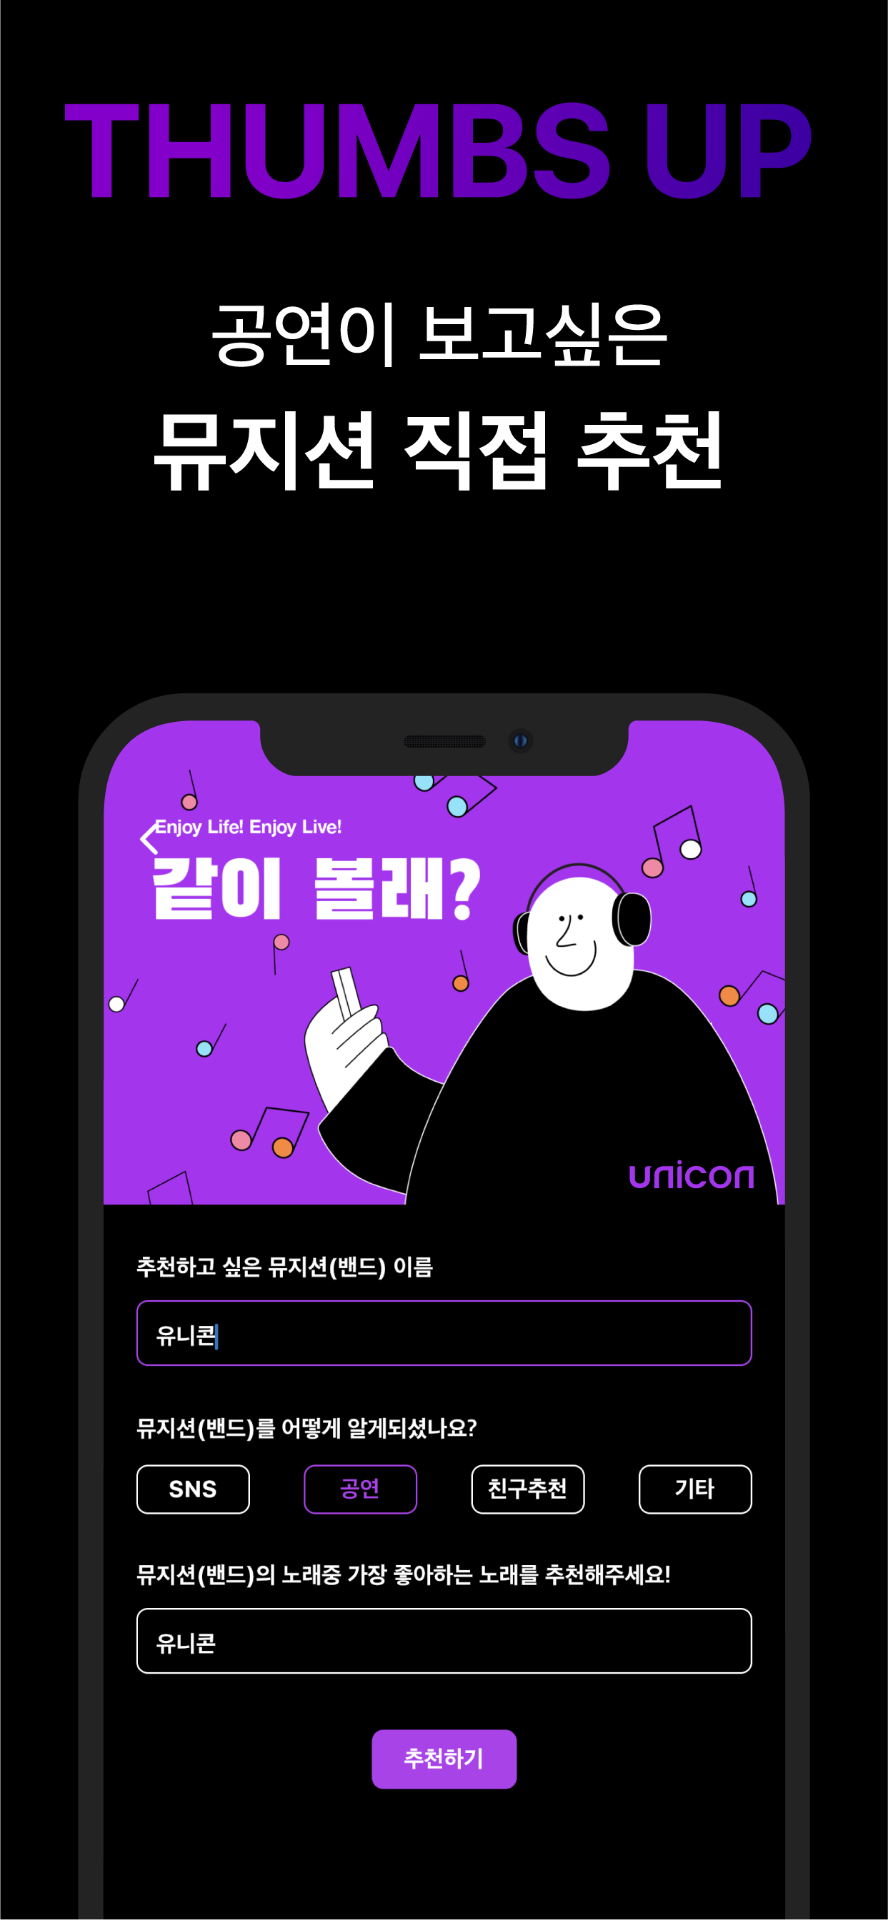 THUMBS UP
공연이 보고싶은
뮤지션 직접 추천
Enjoy Life! Enjoy Live!
같이 볼래?
unicon
추천하고 싶은 뮤지션(밴드) 이름
유니콘
뮤지션(밴드)를 어떻게 알게되셨나요?
SNS 공연 친구추천 기타
뮤지션(밴드)의 노래중 가장 좋아하는 노래를 추천해주세요!
유니콘
추천하기